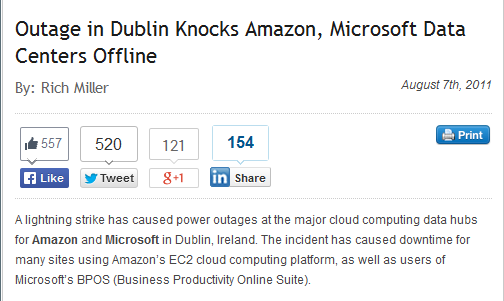 Outage in Dublin Knocks Amazon, Microsoft Data
Centers Offline
By: Rich Miller
August 7th, 2011
557
520
121
154
Print
Like
Tweet
g+1
in Share
A lightning strike has caused power outages at the major cloud computing data hubs
for Amazon and Microsoft in Dublin, Ireland. The incident has caused downtime for
many sites using Amazon's EC2 cloud computing platform, as well as users of
Microsoft's BPOS (Business Productivity Online Suite).